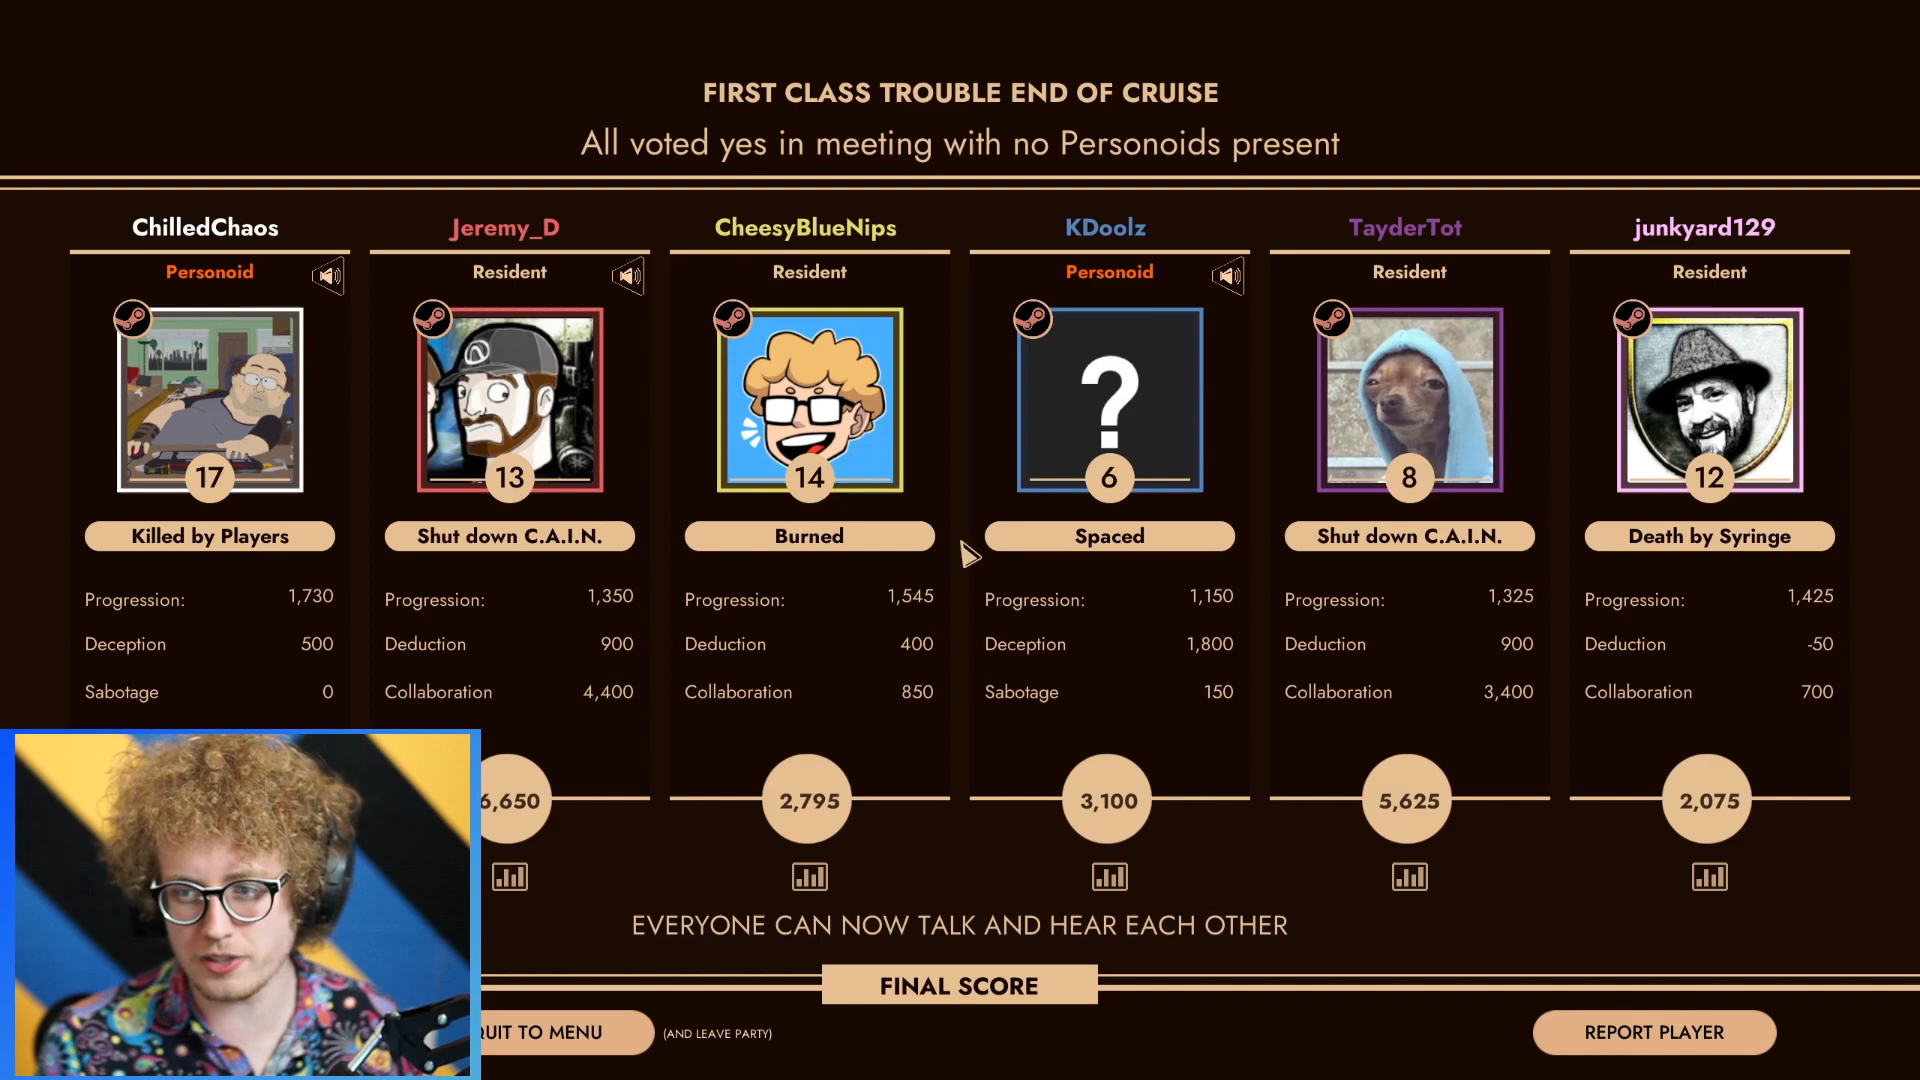 FIRST CLASS TROUBLE END OF CRUISE
All voted yes in meeting with no Personoids present
ChilledChaos
Personoid
17
Killed by Players
Progression: 1,730
Deception 500
Sabotage 0
Jeremy_D
Resident
13
Shut down C.A.I.N.
Progression: 1,350
Deduction 900
Collaboration 4,400
6,650
CheesyBlueNips
Resident
14
Burned
Progression: 1,545
Deduction 400
Collaboration 850
2,795
KDoolz
Personoid
?
6
Spaced
Progression: 1,150
Deception 1,800
Sabotage 150
3,100
TayderTot
Resident
8
Shut down C.A.I.N.
Progression: 1,325
Deduction 900
Collaboration 3,400
5,625
junkyard129
Resident
12
Death by Syringe
Progression: 1,425
Deduction -50
Collaboration 700
2,075
EVERYONE CAN NOW TALK AND HEAR EACH OTHER
FINAL SCORE
QUIT TO MENU (AND LEAVE PARTY)
REPORT PLAYER